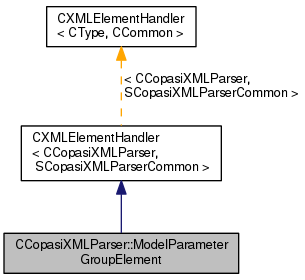 CXMLElementHandler
< CType, CCommon >
< CCopasiXMLParser,
SCopasiXMLParserCommon >
CXMLElementHandler
< CCopasiXMLParser,
SCopasiXMLParserCommon >
CCopasiXMLParser::ModelParameter
GroupElement